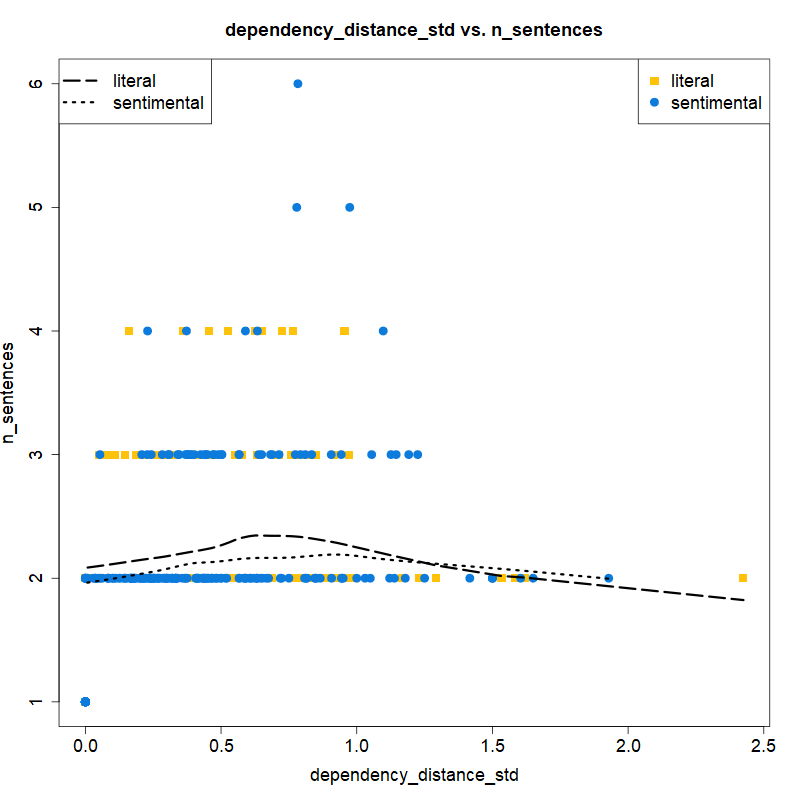 dependency_distance_std vs. n_sentences
literal
sentimental
literal
sentimental
n_sentences
6
5
4
3
2
1
0.0 0.5 1.0 1.5 2.0 2.5
dependency_distance_std